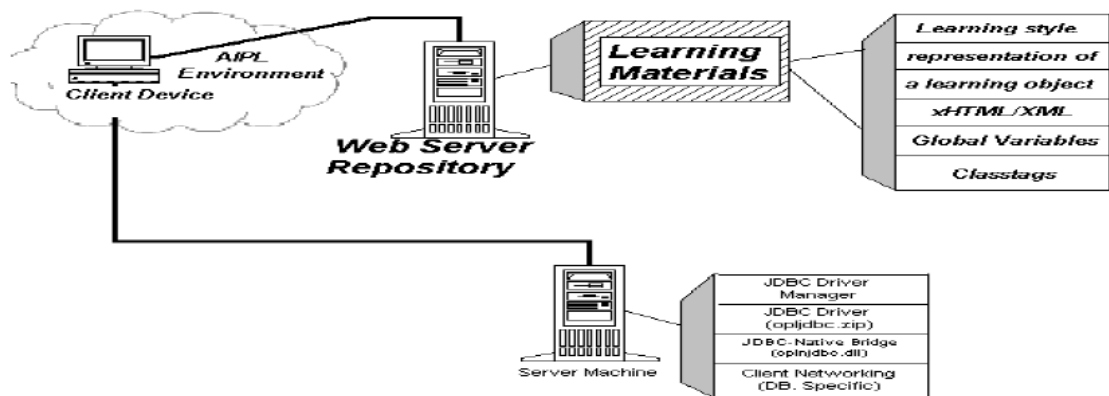 AIPL
Environment
Client Device
Web Server
Repository
Learning
Materials
Learning style
representation of
a learning object
xHTML/XML
Global Variables
Classtags
Server Machine
JDBC Driver
Manager
JDBC Driver
(opljdbc.zip)
JDBC-Native Bridge
(oplnjdbc.dll)
Client Networking
(DB. Specific)